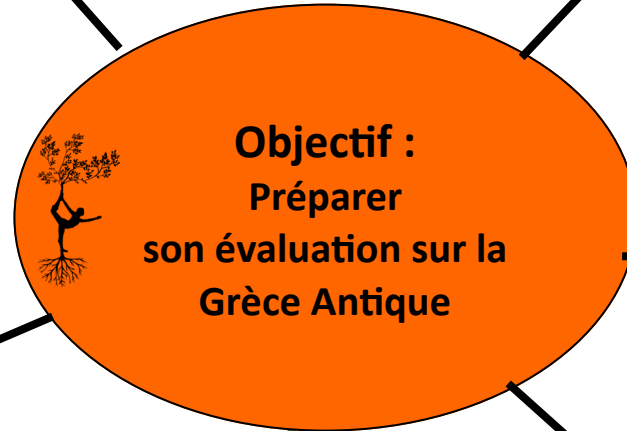 Objectif :
Préparer
son évaluation sur la
Grèce Antique